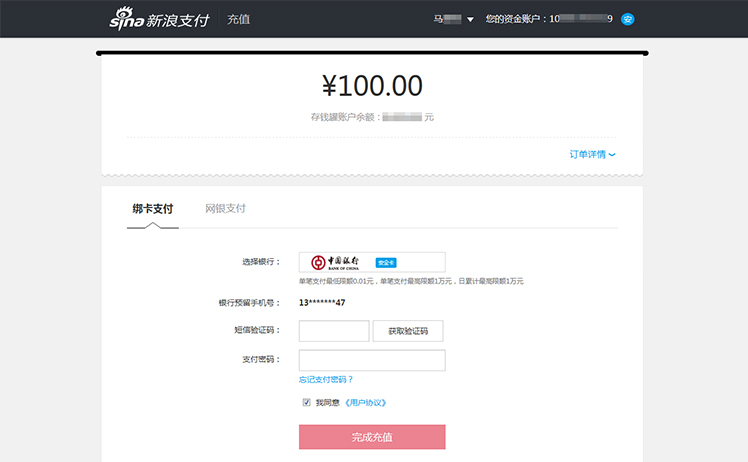 sina 新浪支付 充值 马 您的资金账户：10 9 安
¥100.00
存钱罐账户余额： 元
订单详情
绑卡支付 网银支付
选择银行： 中国银行 BANK OF CHINA 安全卡
单笔支付最低限额0.01元，单笔支付最高限额1万元，日累计最高限额1万元
银行预留手机号： 13*******47
短信验证码： 获取验证码
支付密码：
忘记支付密码？
我同意 《用户协议》
完成充值